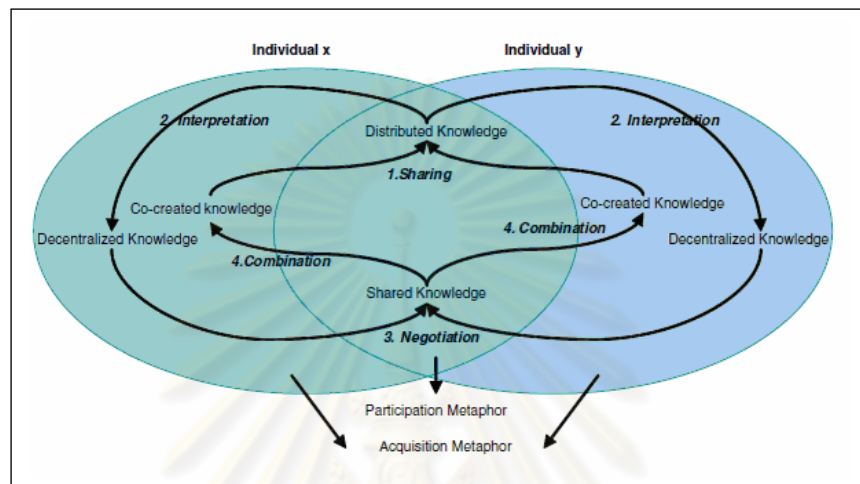 Individual x
Individual y
2. Interpretation
2. Interpretation
Distributed Knowledge
1.Sharing
Co-created knowledge
Co-created Knowledge
Decentralized Knowledge
Decentralized Knowledge
4. Combination
4.Combination
Shared Knowledge
3. Negotiation
Participation Metaphor
Acquisition Metaphor